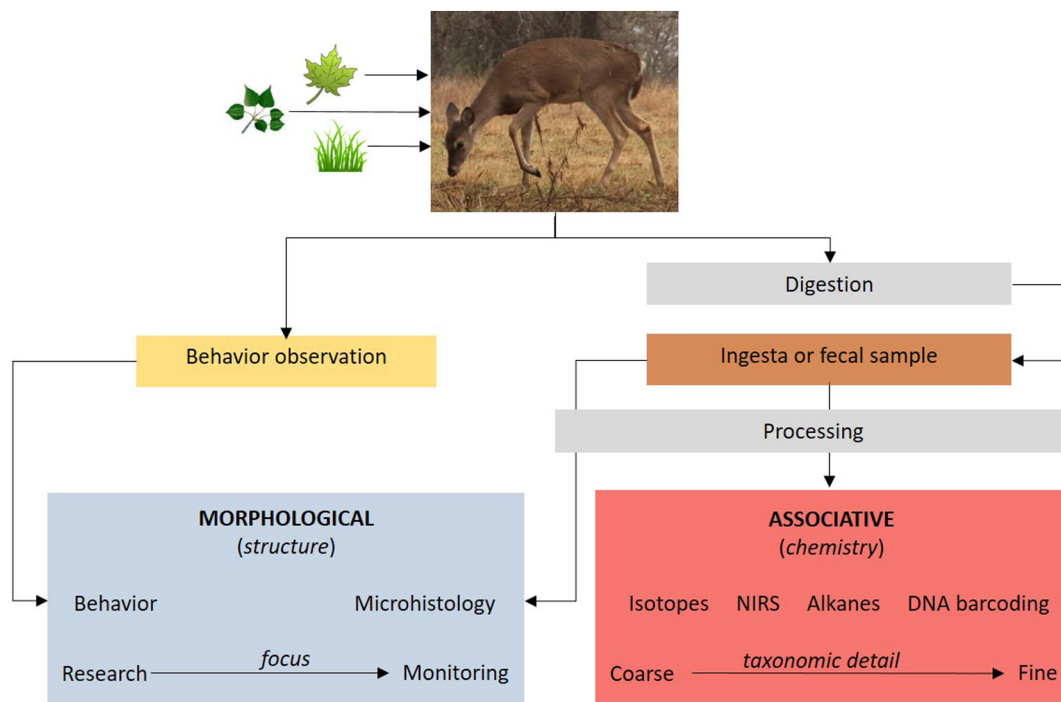 Digestion
Behavior observation
Ingesta or fecal sample
Processing
MORPHOLOGICAL
(structure)
Behavior
Microhistology
Research
focus
Monitoring
ASSOCIATIVE
(chemistry)
Isotopes NIRS Alkanes DNA barcoding
Coarse
taxonomic detail
Fine